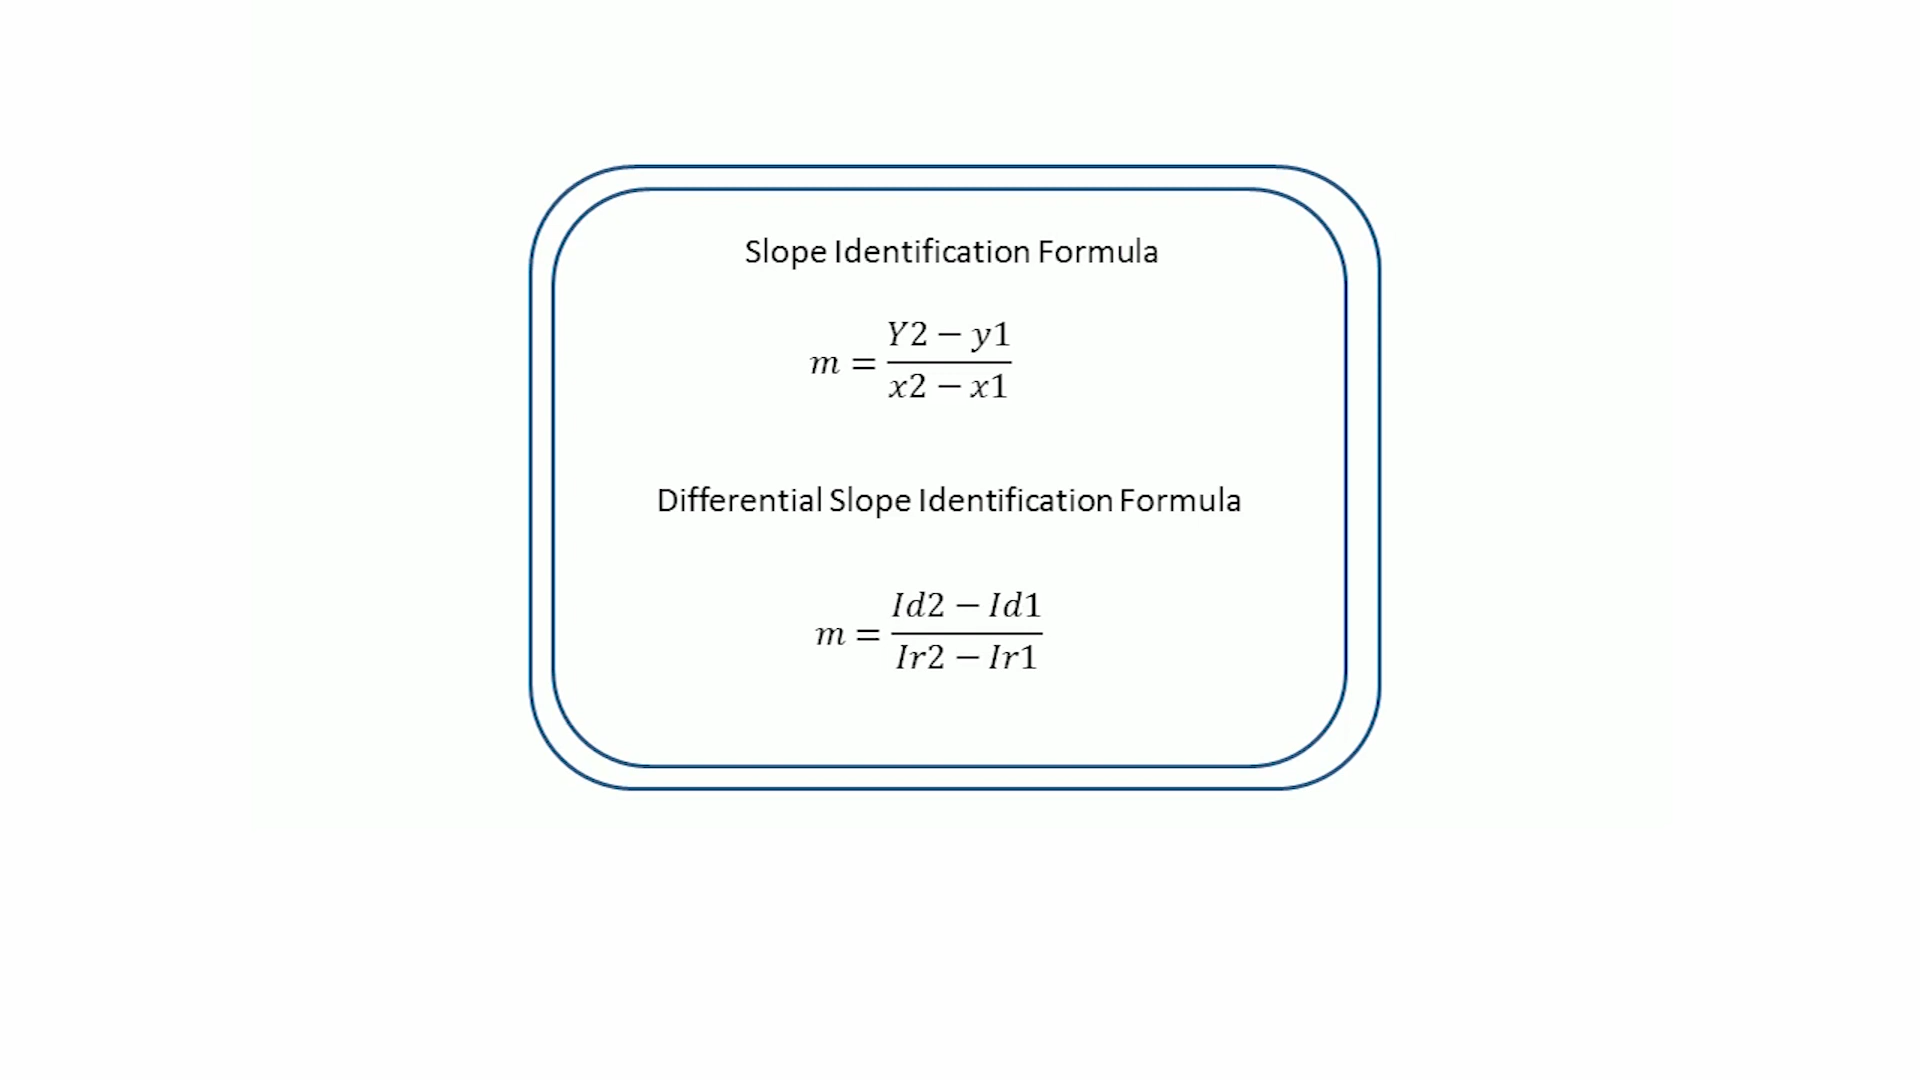 Slope Identification Formula
m = Y2 − y1 / x2 − x1
Differential Slope Identification Formula
m = Id2 − Id1 / Ir2 − Ir1